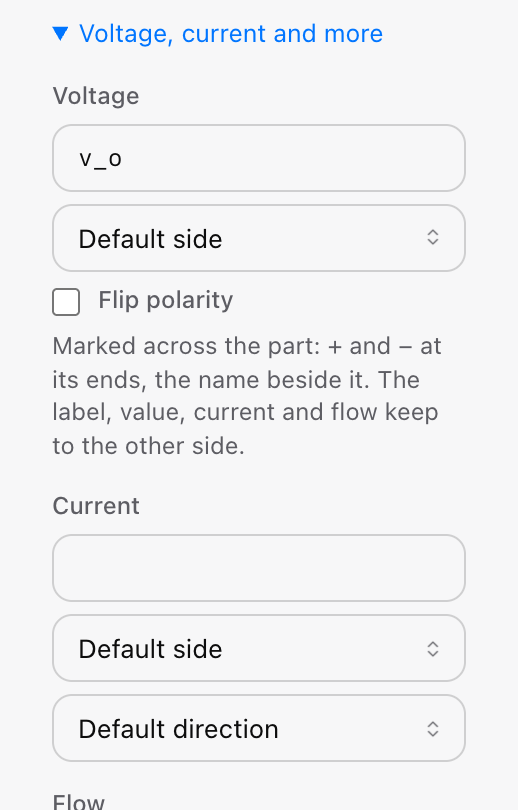 ▼ Voltage, current and more
Voltage
v_o
Default side
Flip polarity
Marked across the part: + and – at
its ends, the name beside it. The
label, value, current and flow keep
to the other side.
Current
Default side
Default direction
Flow